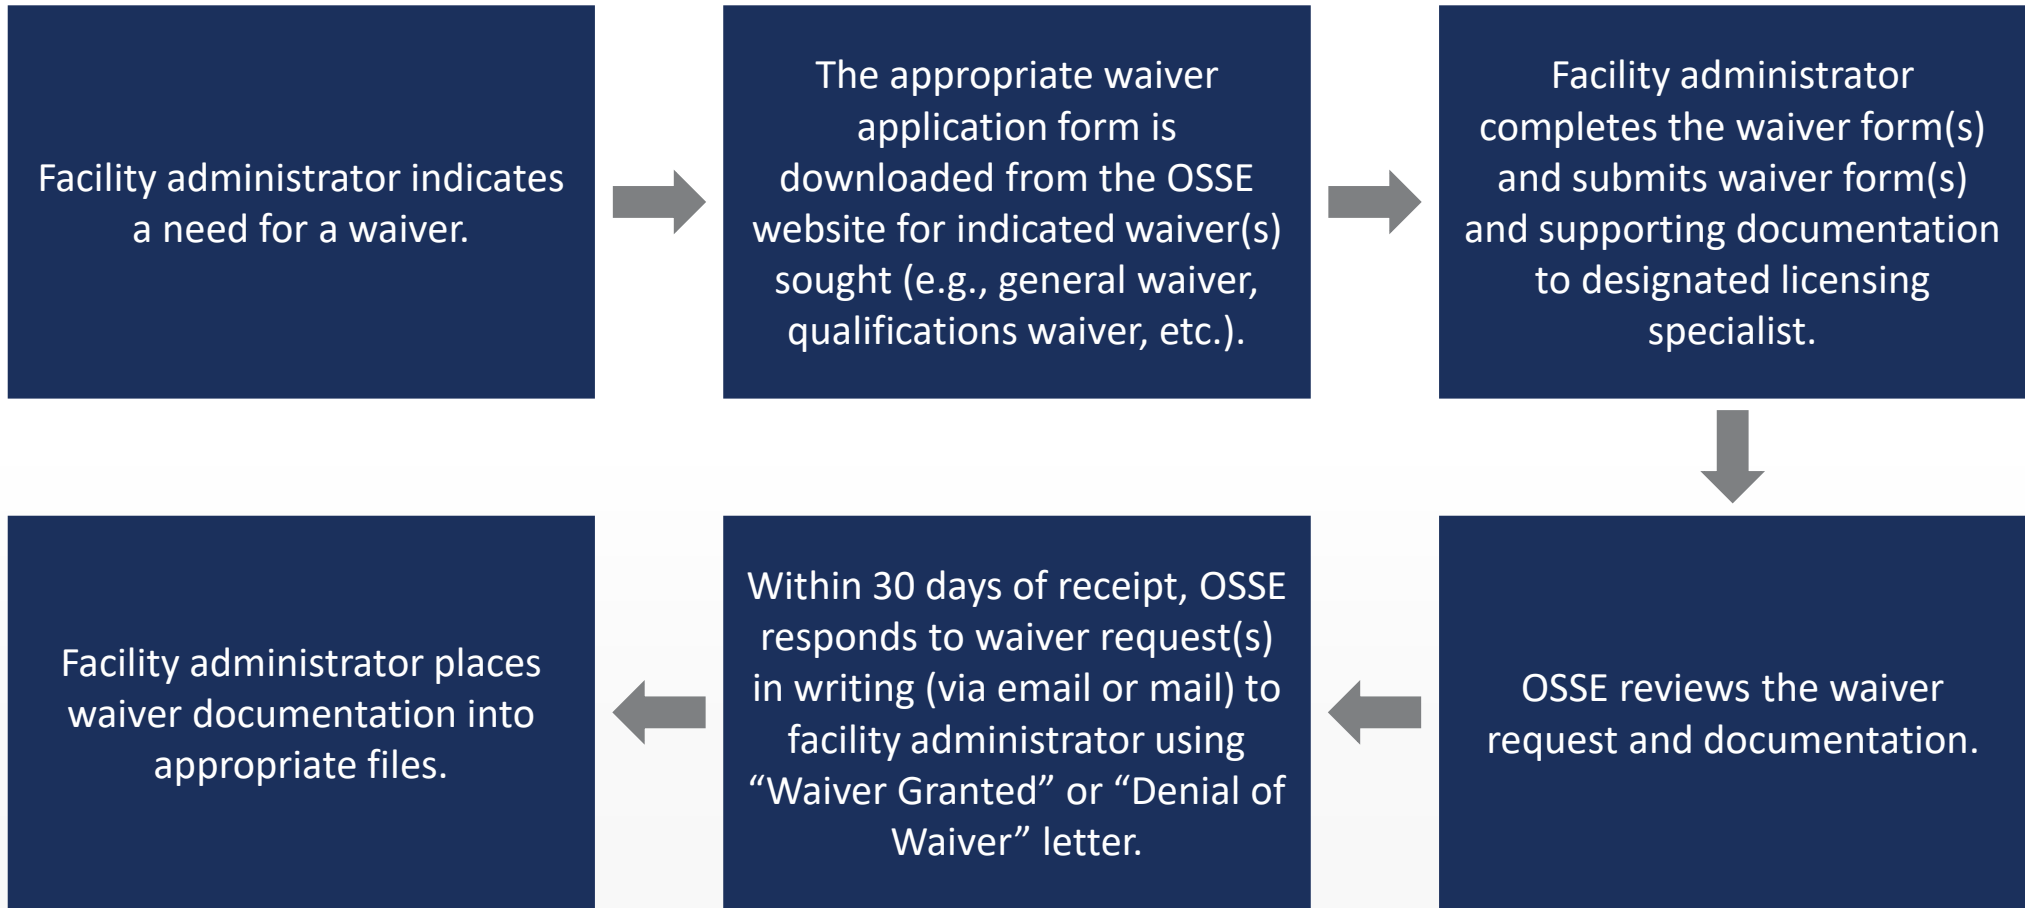 Facility administrator indicates
a need for a waiver.
The appropriate waiver
application form is
downloaded from the OSSE
website for indicated waiver(s)
sought (e.g., general waiver,
qualifications waiver, etc.).
Facility administrator
completes the waiver form(s)
and submits waiver form(s)
and supporting documentation
to designated licensing
specialist.
OSSE reviews the waiver
request and documentation.
Within 30 days of receipt, OSSE
responds to waiver request(s)
in writing (via email or mail) to
facility administrator using
“Waiver Granted” or “Denial of
Waiver” letter.
Facility administrator places
waiver documentation into
appropriate files.